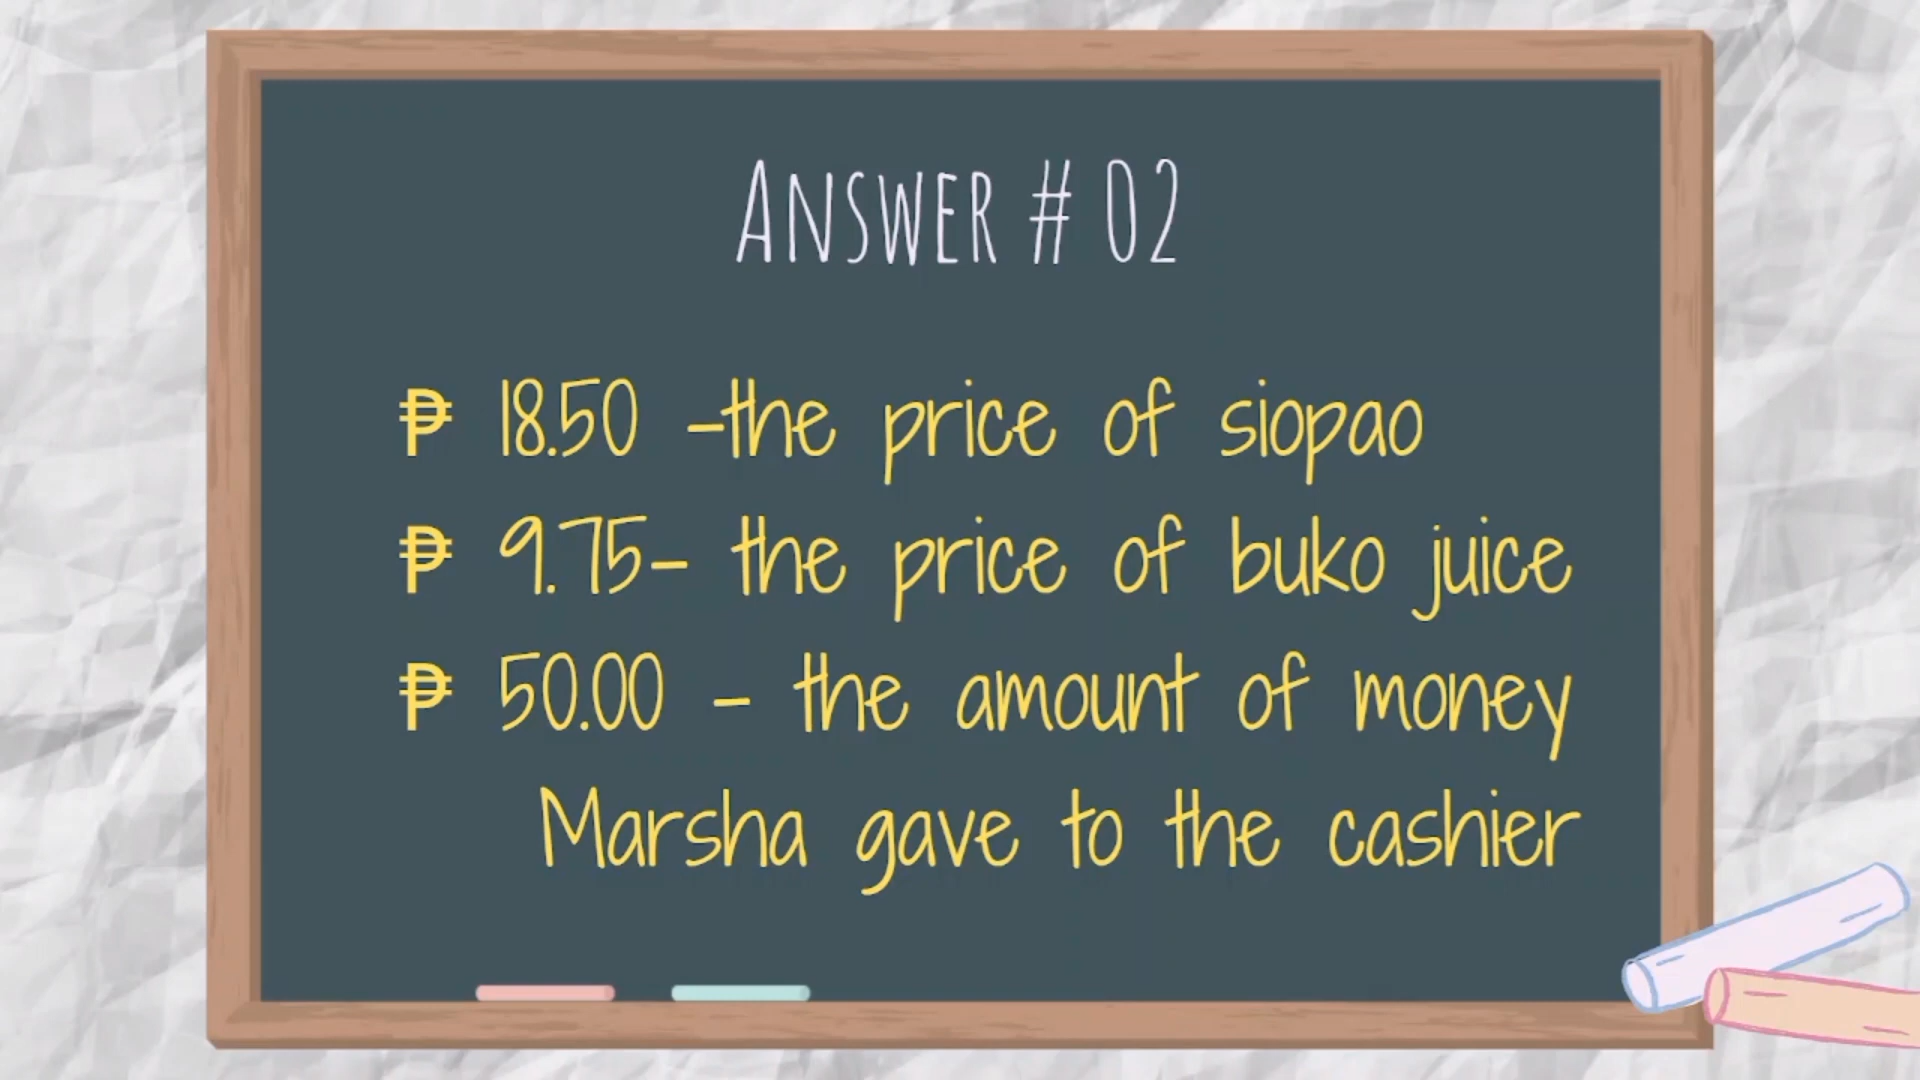 Answer # 02
₱ 18.50 -the price of siopao
₱ 9.75- the price of buko juice
₱ 50.00 - the amount of money
Marsha gave to the cashier